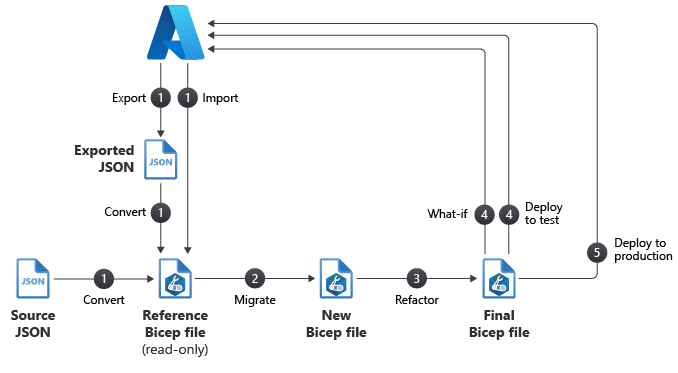 Export
1
1
Import
Exported
JSON
JSON
Convert
1
What-if
4
4
Deploy
to test
5
Deploy to
production
JSON
1
Convert
2
Migrate
3
Refactor
Source
JSON
Reference
Bicep file
(read-only)
New
Bicep file
Final
Bicep file